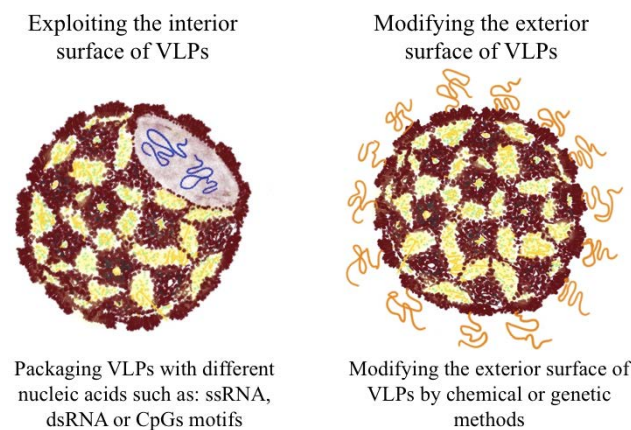 Exploiting the interior
surface of VLPs
Modifying the exterior
surface of VLPs
Packaging VLPs with different
nucleic acids such as: ssRNA,
dsRNA or CpGs motifs
Modifying the exterior surface of
VLPs by chemical or genetic
methods